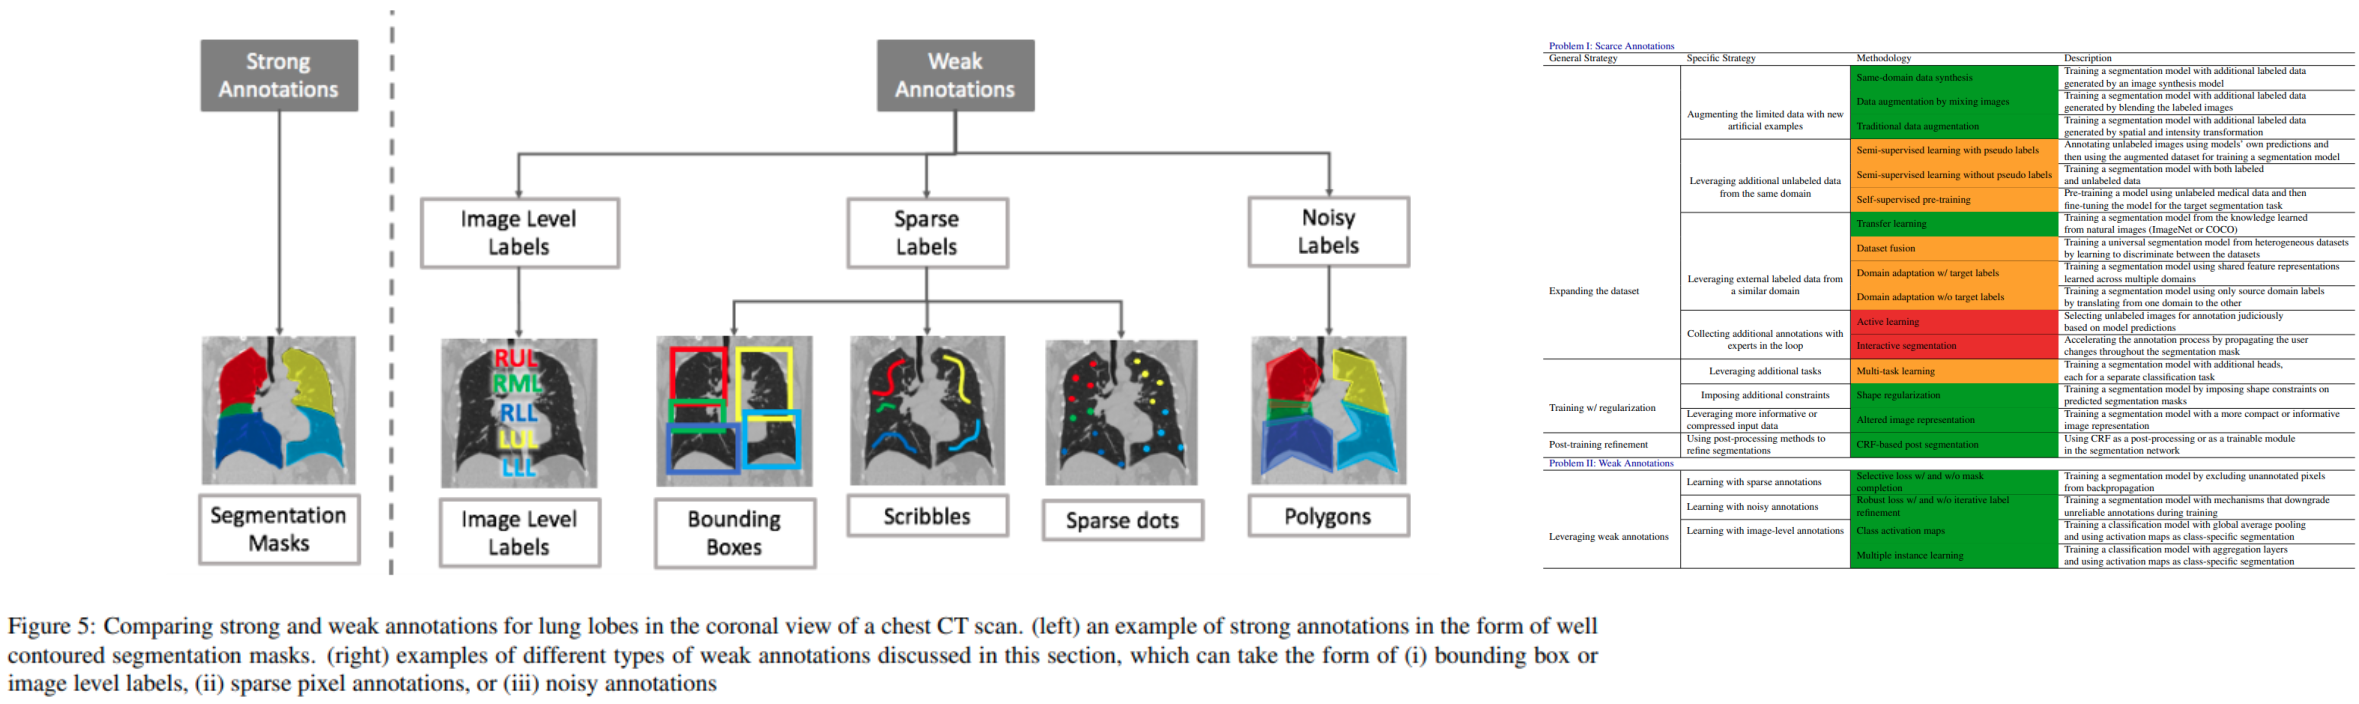 Strong
Annotations
Weak
Annotations
Image Level
Labels
Sparse
Labels
Noisy
Labels
RUL
RML
RLL
LUL
LLL
Segmentation
Masks
Image Level
Labels
Bounding
Boxes
Scribbles
Sparse dots
Polygons
Figure 5: Comparing strong and weak annotations for lung lobes in the coronal view of a chest CT scan. (left) an example of strong annotations in the form of well
contoured segmentation masks. (right) examples of different types of weak annotations discussed in this section, which can take the form of (i) bounding box or
image level labels, (ii) sparse pixel annotations, or (iii) noisy annotations
Problem I: Scarce Annotations
General Strategy Specific Strategy Methodology Description
Expanding the dataset
Augmenting the limited data with new
artificial examples
Same-domain data synthesis
Training a segmentation model with additional labeled data
generated by an image synthesis model
Data augmentation by mixing images
Training a segmentation model with additional labeled data
generated by blending the labeled images
Traditional data augmentation
Training a segmentation model with additional labeled data
generated by spatial and intensity transformation
Leveraging additional unlabeled data
from the same domain
Semi-supervised learning with pseudo labels
Annotating unlabeled images using models' own predictions and
then using the augmented dataset for training a segmentation model
Semi-supervised learning without pseudo labels
Training a segmentation model with both labeled
and unlabeled data
Self-supervised pre-training
Pre-training a model using unlabeled medical data and then
fine-tuning the model for the target segmentation task
Leveraging external labeled data from
a similar domain
Transfer learning
Training a segmentation model from the knowledge learned
from natural images (ImageNet or COCO)
Dataset fusion
Training a universal segmentation model from heterogeneous datasets
by learning to discriminate between the datasets
Domain adaptation w/ target labels
Training a segmentation model using shared feature representations
learned across multiple domains
Domain adaptation w/o target labels
Training a segmentation model using only source domain labels
by translating from one domain to the other
Collecting additional annotations with
experts in the loop
Active learning
Selecting unlabeled images for annotation judiciously
based on model predictions
Interactive segmentation
Accelerating the annotation process by propagating the user
changes throughout the segmentation mask
Training w/ regularization
Leveraging additional tasks
Multi-task learning
Training a segmentation model with additional heads,
each for a separate classification task
Imposing additional constraints
Shape regularization
Training a segmentation model by imposing shape constraints on
predicted segmentation masks
Leveraging more informative or
compressed input data
Altered image representation
Training a segmentation model with a more compact or informative
image representation
Post-training refinement
Using post-processing methods to
refine segmentations
CRF-based post segmentation
Using CRF as a post-processing or as a trainable module
in the segmentation network
Problem II: Weak Annotations
Leveraging weak annotations
Learning with sparse annotations
Selective loss w/ and w/o mask
completion
Training a segmentation model by excluding unannotated pixels
from backpropagation
Learning with noisy annotations
Robust loss w/ and w/o iterative label
refinement
Training a segmentation model with mechanisms that downgrade
unreliable annotations during training
Learning with image-level annotations
Class activation maps
Training a classification model with global average pooling
and using activation maps as class-specific segmentation
Multiple instance learning
Training a classification model with aggregation layers
and using activation maps as class-specific segmentation